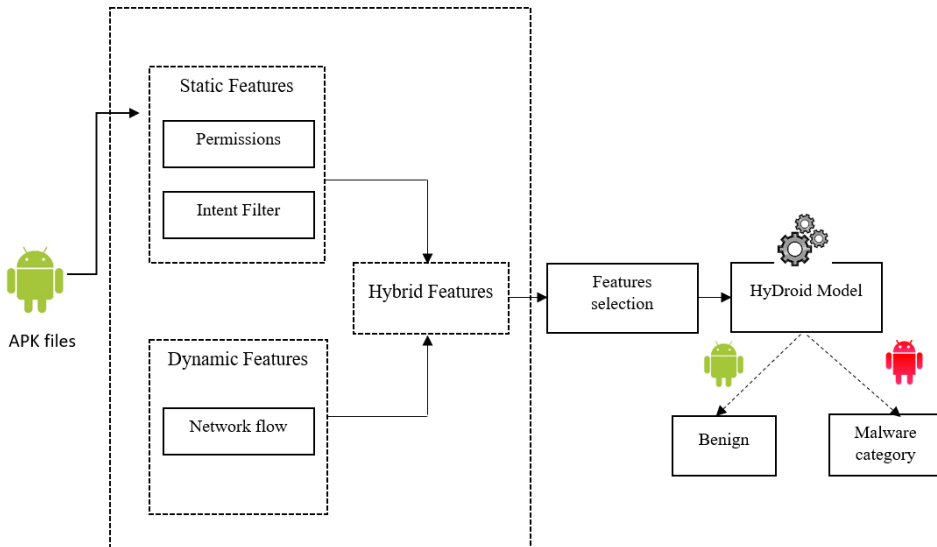 APK files
Static Features
Permissions
Intent Filter
Dynamic Features
Network flow
Hybrid Features
Features
selection
HyDroid Model
Benign
Malware
category